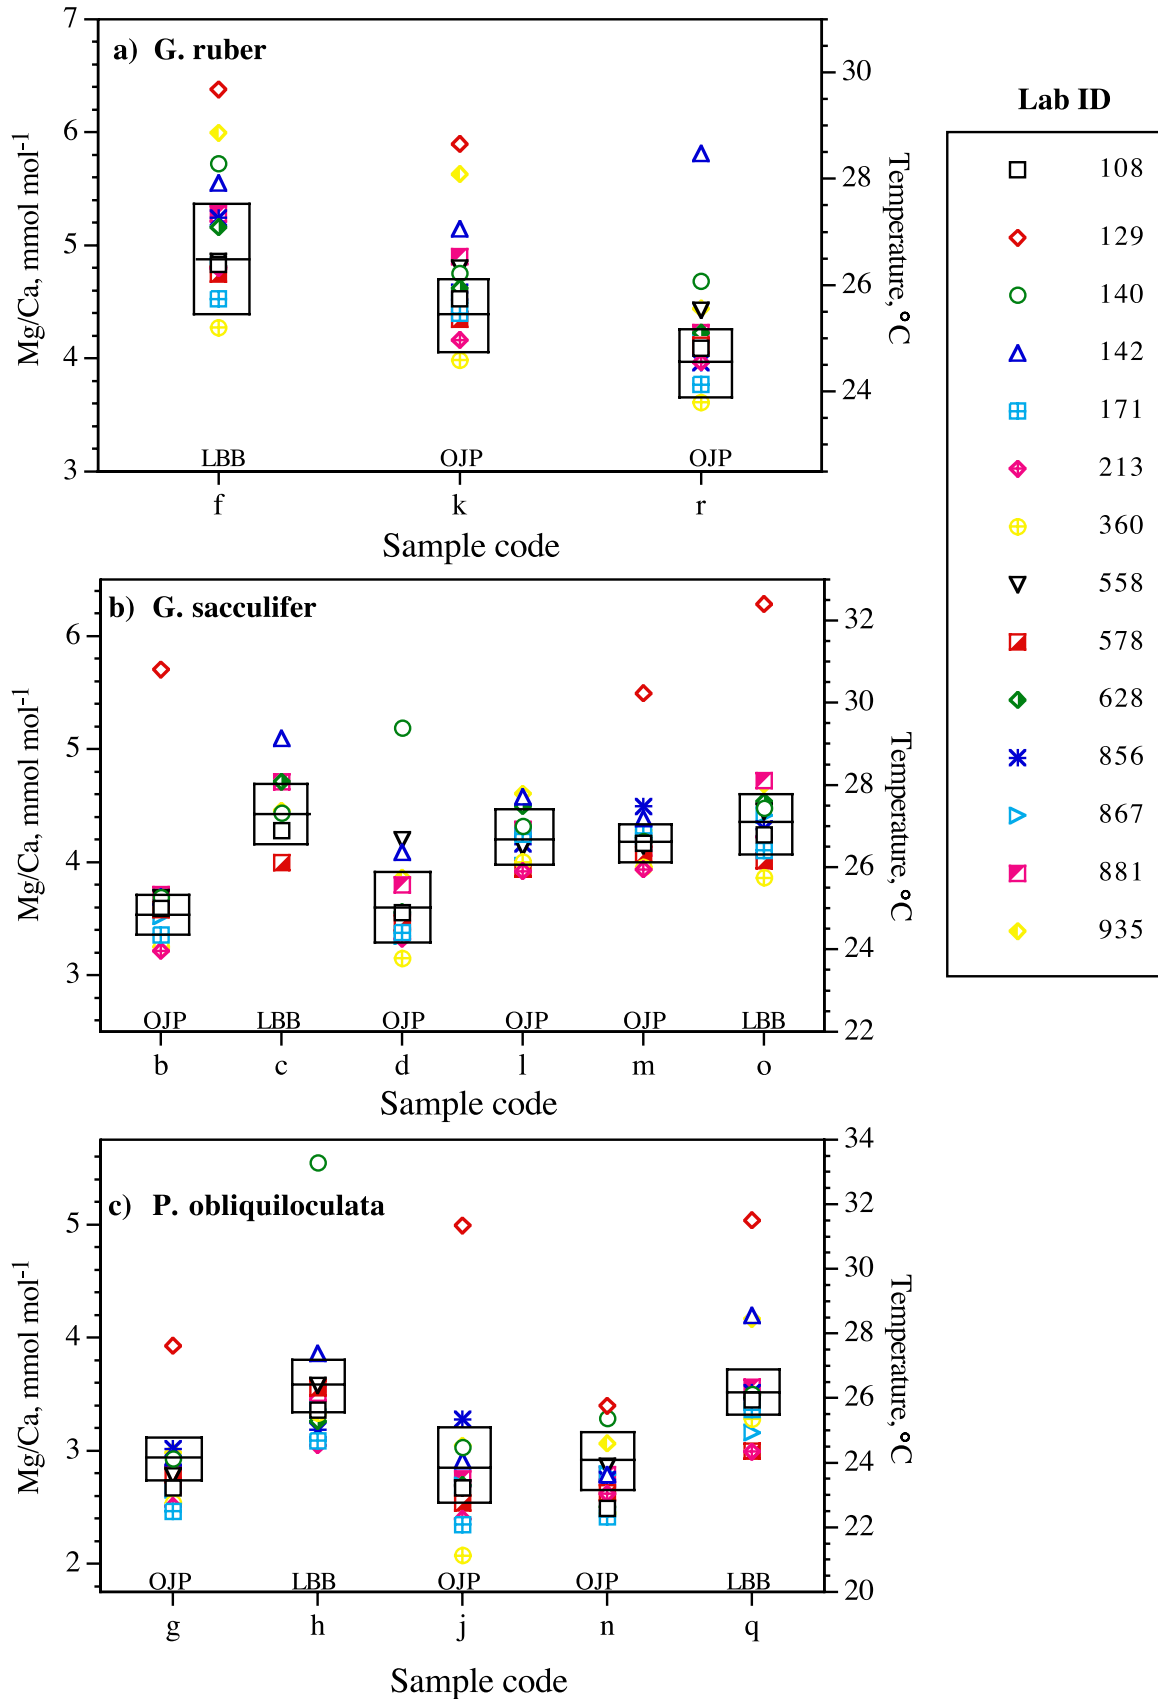 a) G. ruber
7
6
5
4
3
Mg/Ca, mmol mol-1
30
28
26
24
Temperature, °C
LBB
OJP
OJP
f
k
r
Sample code
b) G. sacculifer
6
5
4
3
Mg/Ca, mmol mol-1
32
30
28
26
24
22
Temperature, °C
OJP
LBB
OJP
OJP
OJP
LBB
b
c
d
l
m
o
Sample code
c) P. obliquiloculata
5
4
3
2
Mg/Ca, mmol mol-1
34
32
30
28
26
24
22
20
Temperature, °C
OJP
LBB
OJP
OJP
LBB
g
h
j
n
q
Sample code
Lab ID
108
129
140
142
171
213
360
558
578
628
856
867
881
935